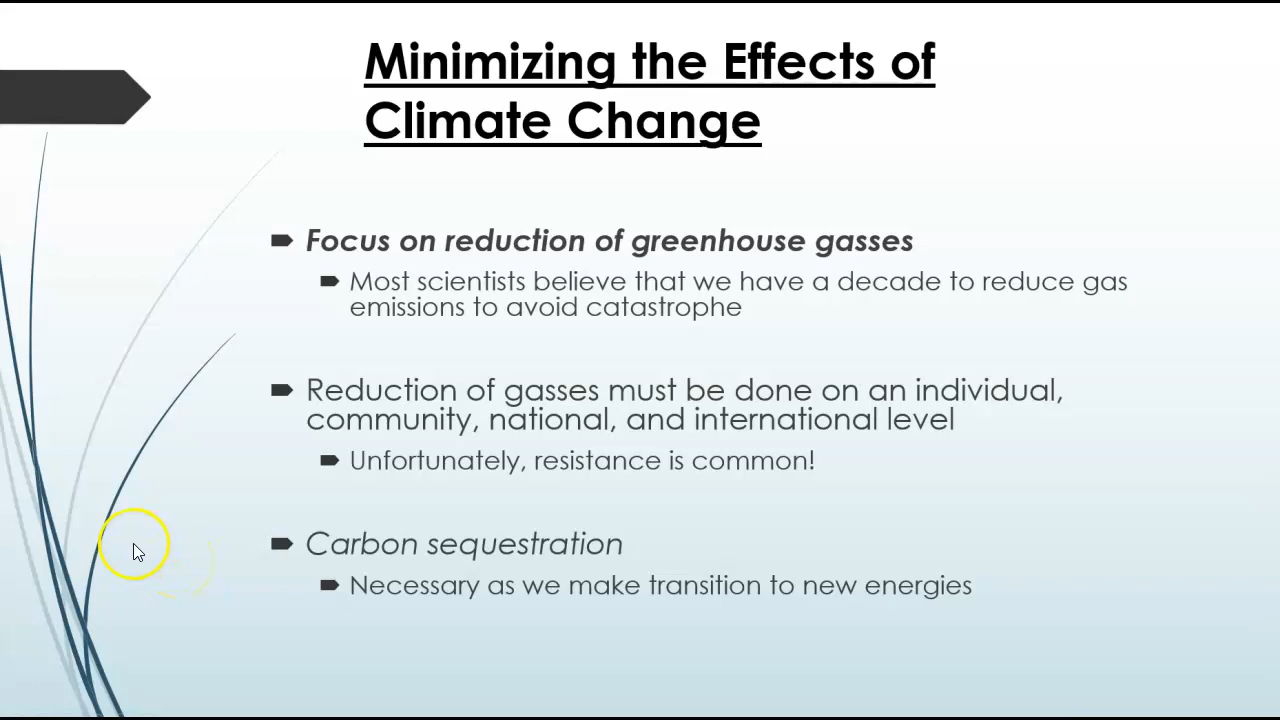 Minimizing the Effects of
Climate Change
Focus on reduction of greenhouse gasses
Most scientists believe that we have a decade to reduce gas
emissions to avoid catastrophe
Reduction of gasses must be done on an individual,
community, national, and international level
Unfortunately, resistance is common!
Carbon sequestration
Necessary as we make transition to new energies